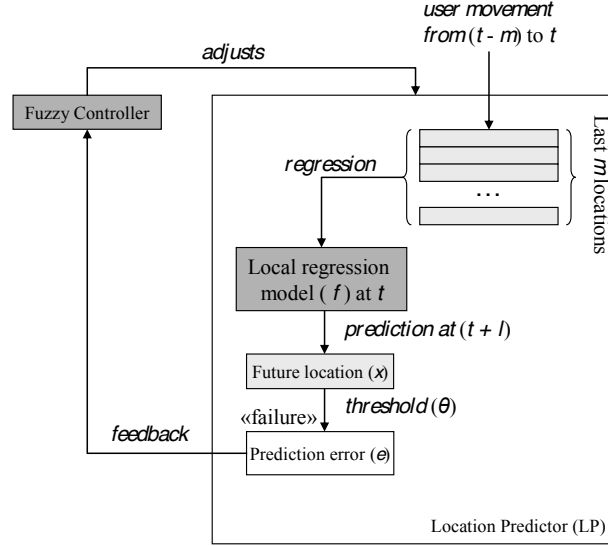 user movement
from (t - m) to t
adjusts
Fuzzy Controller
Last m locations
regression
...
Local regression
model ( f ) at t
prediction at (t + l)
Future location (x)
«failure»
threshold (θ)
feedback
Prediction error (e)
Location Predictor (LP)